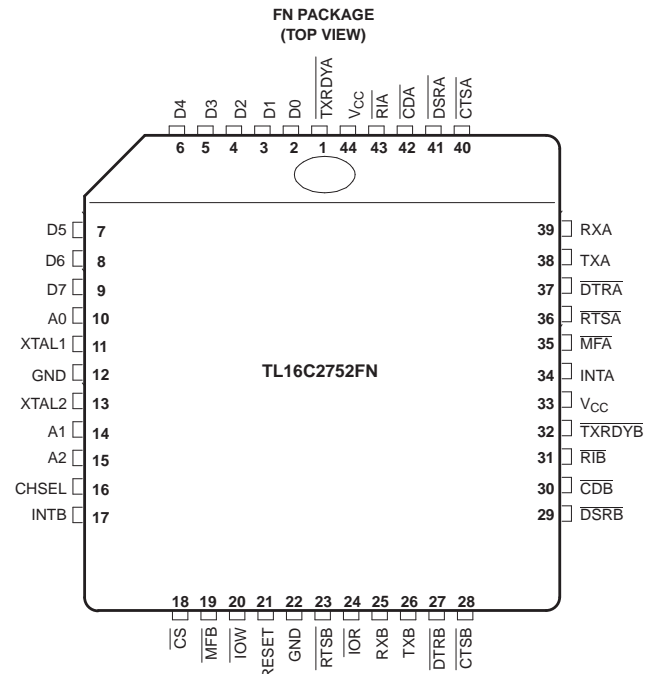 FN PACKAGE
(TOP VIEW)
D4
D3
D2
D1
D0
TXRDYA
VCC
RIA
CDA
DSRA
CTSA
6 5 4 3 2 1 44 43 42 41 40
D5 7
D6 8
D7 9
A0 10
XTAL1 11
GND 12
XTAL2 13
A1 14
A2 15
CHSEL 16
INTB 17
TL16C2752FN
39 RXA
38 TXA
37 DTRA
36 RTSA
35 MFA
34 INTA
33 VCC
32 TXRDYB
31 RIB
30 CDB
29 DSRB
18 19 20 21 22 23 24 25 26 27 28
CS
MFB
IOW
RESET
GND
RTSB
IOR
RXB
TXB
DTRB
CTSB